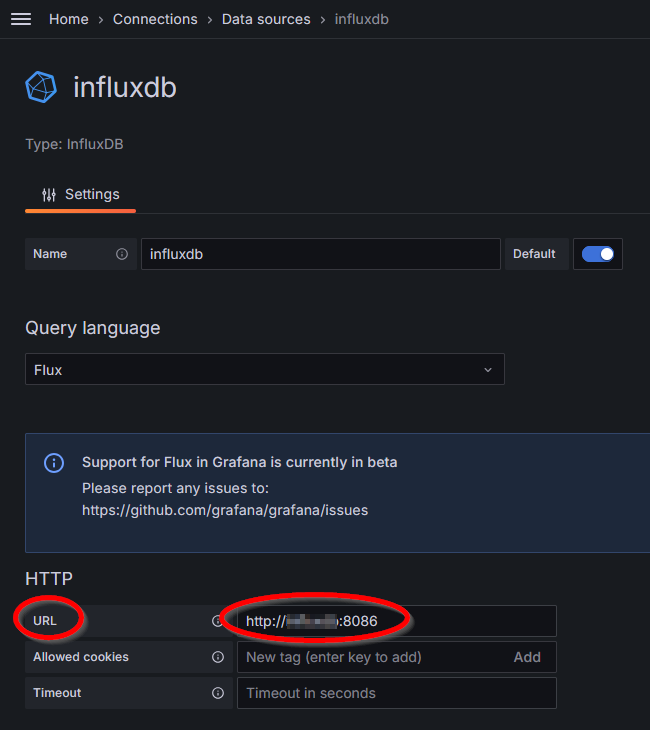 Home › Connections › Data sources › influxdb
influxdb
Type: InfluxDB
Settings
Name influxdb Default
Query language
Flux
Support for Flux in Grafana is currently in beta
Please report any issues to:
https://github.com/grafana/grafana/issues
HTTP
URL http:// :8086
Allowed cookies New tag (enter key to add) Add
Timeout Timeout in seconds